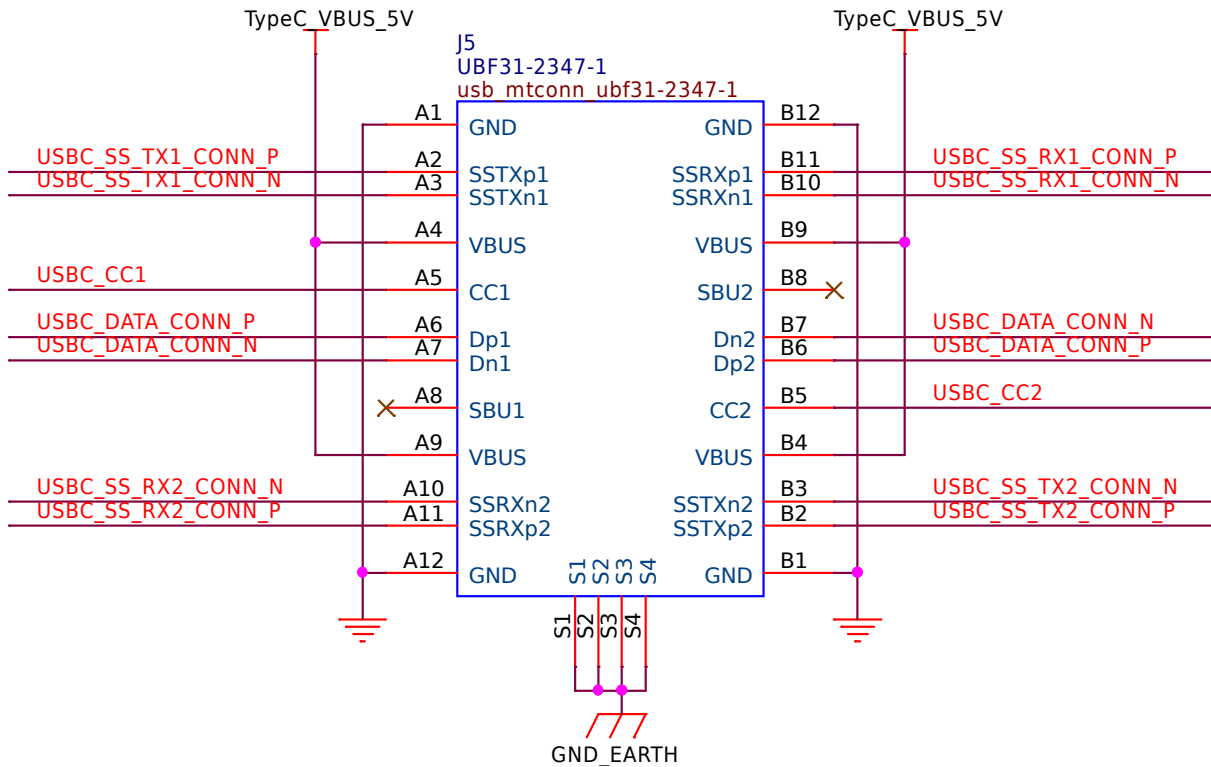 TypeC_VBUS_5V
TypeC_VBUS_5V
J5
UBF31-2347-1
usb_mtconn_ubf31-2347-1
A1 GND GND B12
USBC_SS_TX1_CONN_P A2 SSTXp1 SSRXp1 B11 USBC_SS_RX1_CONN_P
USBC_SS_TX1_CONN_N A3 SSTXn1 SSRXn1 B10 USBC_SS_RX1_CONN_N
A4 VBUS VBUS B9
USBC_CC1 A5 CC1 SBU2 B8
USBC_DATA_CONN_P A6 Dp1 Dn2 B7 USBC_DATA_CONN_N
USBC_DATA_CONN_N A7 Dn1 Dp2 B6 USBC_DATA_CONN_P
A8 SBU1 CC2 B5 USBC_CC2
A9 VBUS VBUS B4
USBC_SS_RX2_CONN_N A10 SSRXn2 SSTXn2 B3 USBC_SS_TX2_CONN_N
USBC_SS_RX2_CONN_P A11 SSRXp2 SSTXp2 B2 USBC_SS_TX2_CONN_P
A12 GND GND B1
S1 S2 S3 S4
S1 S2 S3 S4
GND_EARTH